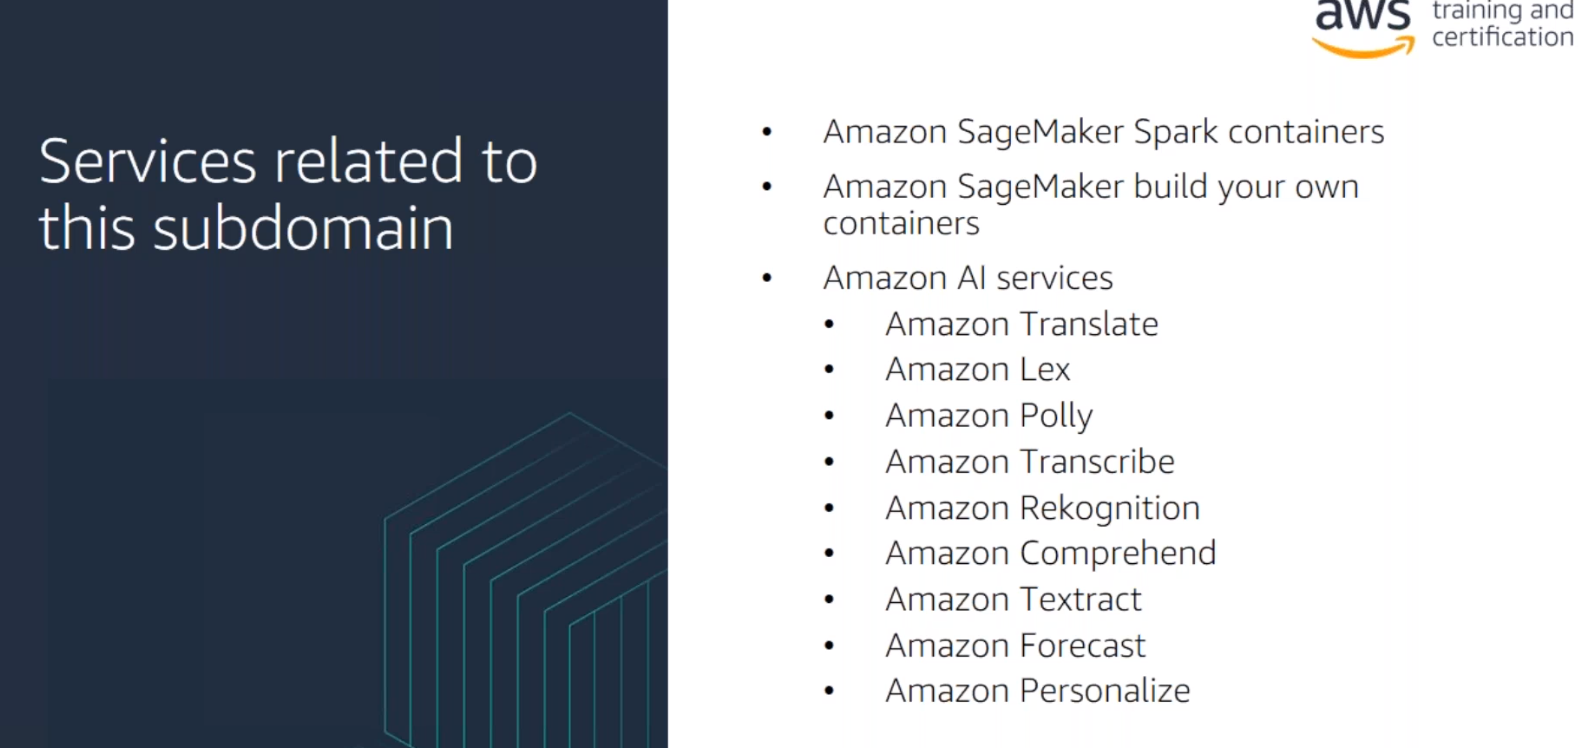 aws training and
certification
Services related to
this subdomain
• Amazon SageMaker Spark containers
• Amazon SageMaker build your own
containers
• Amazon AI services
• Amazon Translate
• Amazon Lex
• Amazon Polly
• Amazon Transcribe
• Amazon Rekognition
• Amazon Comprehend
• Amazon Textract
• Amazon Forecast
• Amazon Personalize